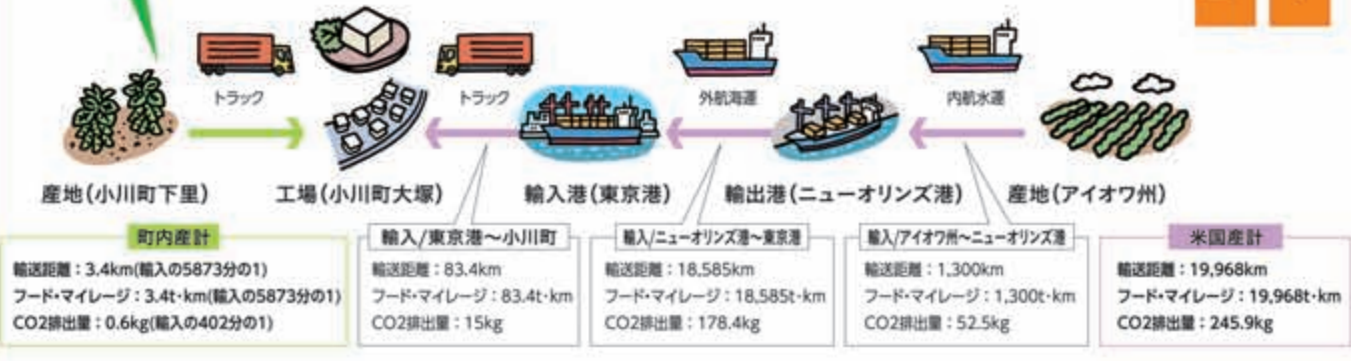 トラック
トラック
外航海運
内航水運
産地(小川町下里)
工場(小川町大塚)
輸入港(東京港)
輸出港(ニューオリンズ港)
産地(アイオワ州)
町内産計
輸送距離:3.4km(輸入の5873分の1)
フード・マイレージ:3.4t·km(輸入の5873分の1)
CO2排出量:0.6kg(輸入の402分の1)
輸入/東京港〜小川町
輸送距離:83.4km
フード・マイレージ:83.4t·km
CO2排出量:15kg
輸入/ニューオリンズ港〜東京港
輸送距離:18,585km
フード・マイレージ:18,585t·km
CO2排出量:178.4kg
輸入/アイオワ州〜ニューオリンズ港
輸送距離:1,300km
フード・マイレージ:1,300t·km
CO2排出量:52.5kg
米国産計
輸送距離:19,968km
フード・マイレージ:19,968t·km
CO2排出量:245.9kg